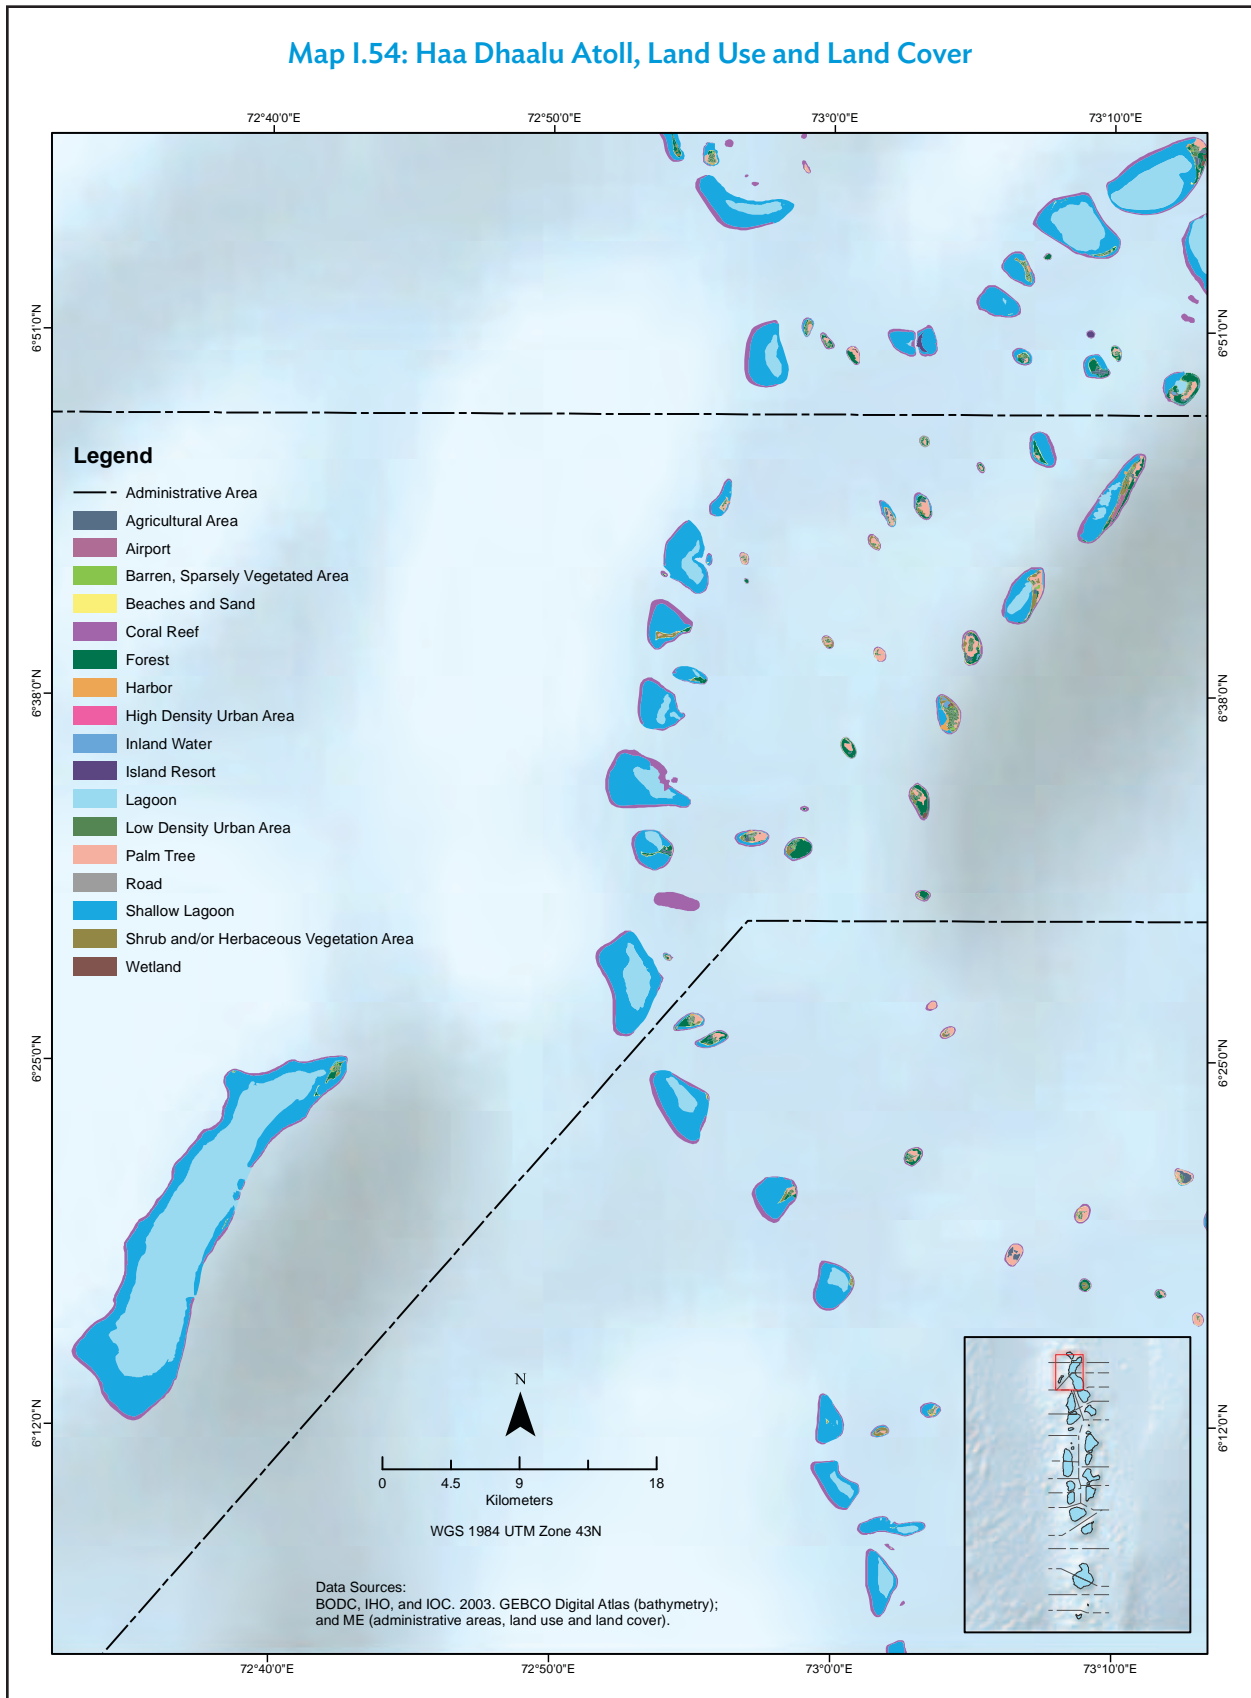 Map I.54: Haa Dhaalu Atoll, Land Use and Land Cover
72°40'0"E
72°50'0"E
73°0'0"E
73°10'0"E
6°51'0"N
6°51'0"N
Legend
Administrative Area
Agricultural Area
Airport
Barren, Sparsely Vegetated Area
Beaches and Sand
Coral Reef
Forest
Harbor
High Density Urban Area
Inland Water
Island Resort
Lagoon
Low Density Urban Area
Palm Tree
Road
Shallow Lagoon
Shrub and/or Herbaceous Vegetation Area
Wetland
6°38'0"N
6°38'0"N
6°25'0"N
6°25'0"N
6°12'0"N
6°12'0"N
N
0 4.5 9 18
Kilometers
WGS 1984 UTM Zone 43N
Data Sources:
BODC, IHO, and IOC. 2003. GEBCO Digital Atlas (bathymetry);
and ME (administrative areas, land use and land cover).
72°40'0"E
72°50'0"E
73°0'0"E
73°10'0"E